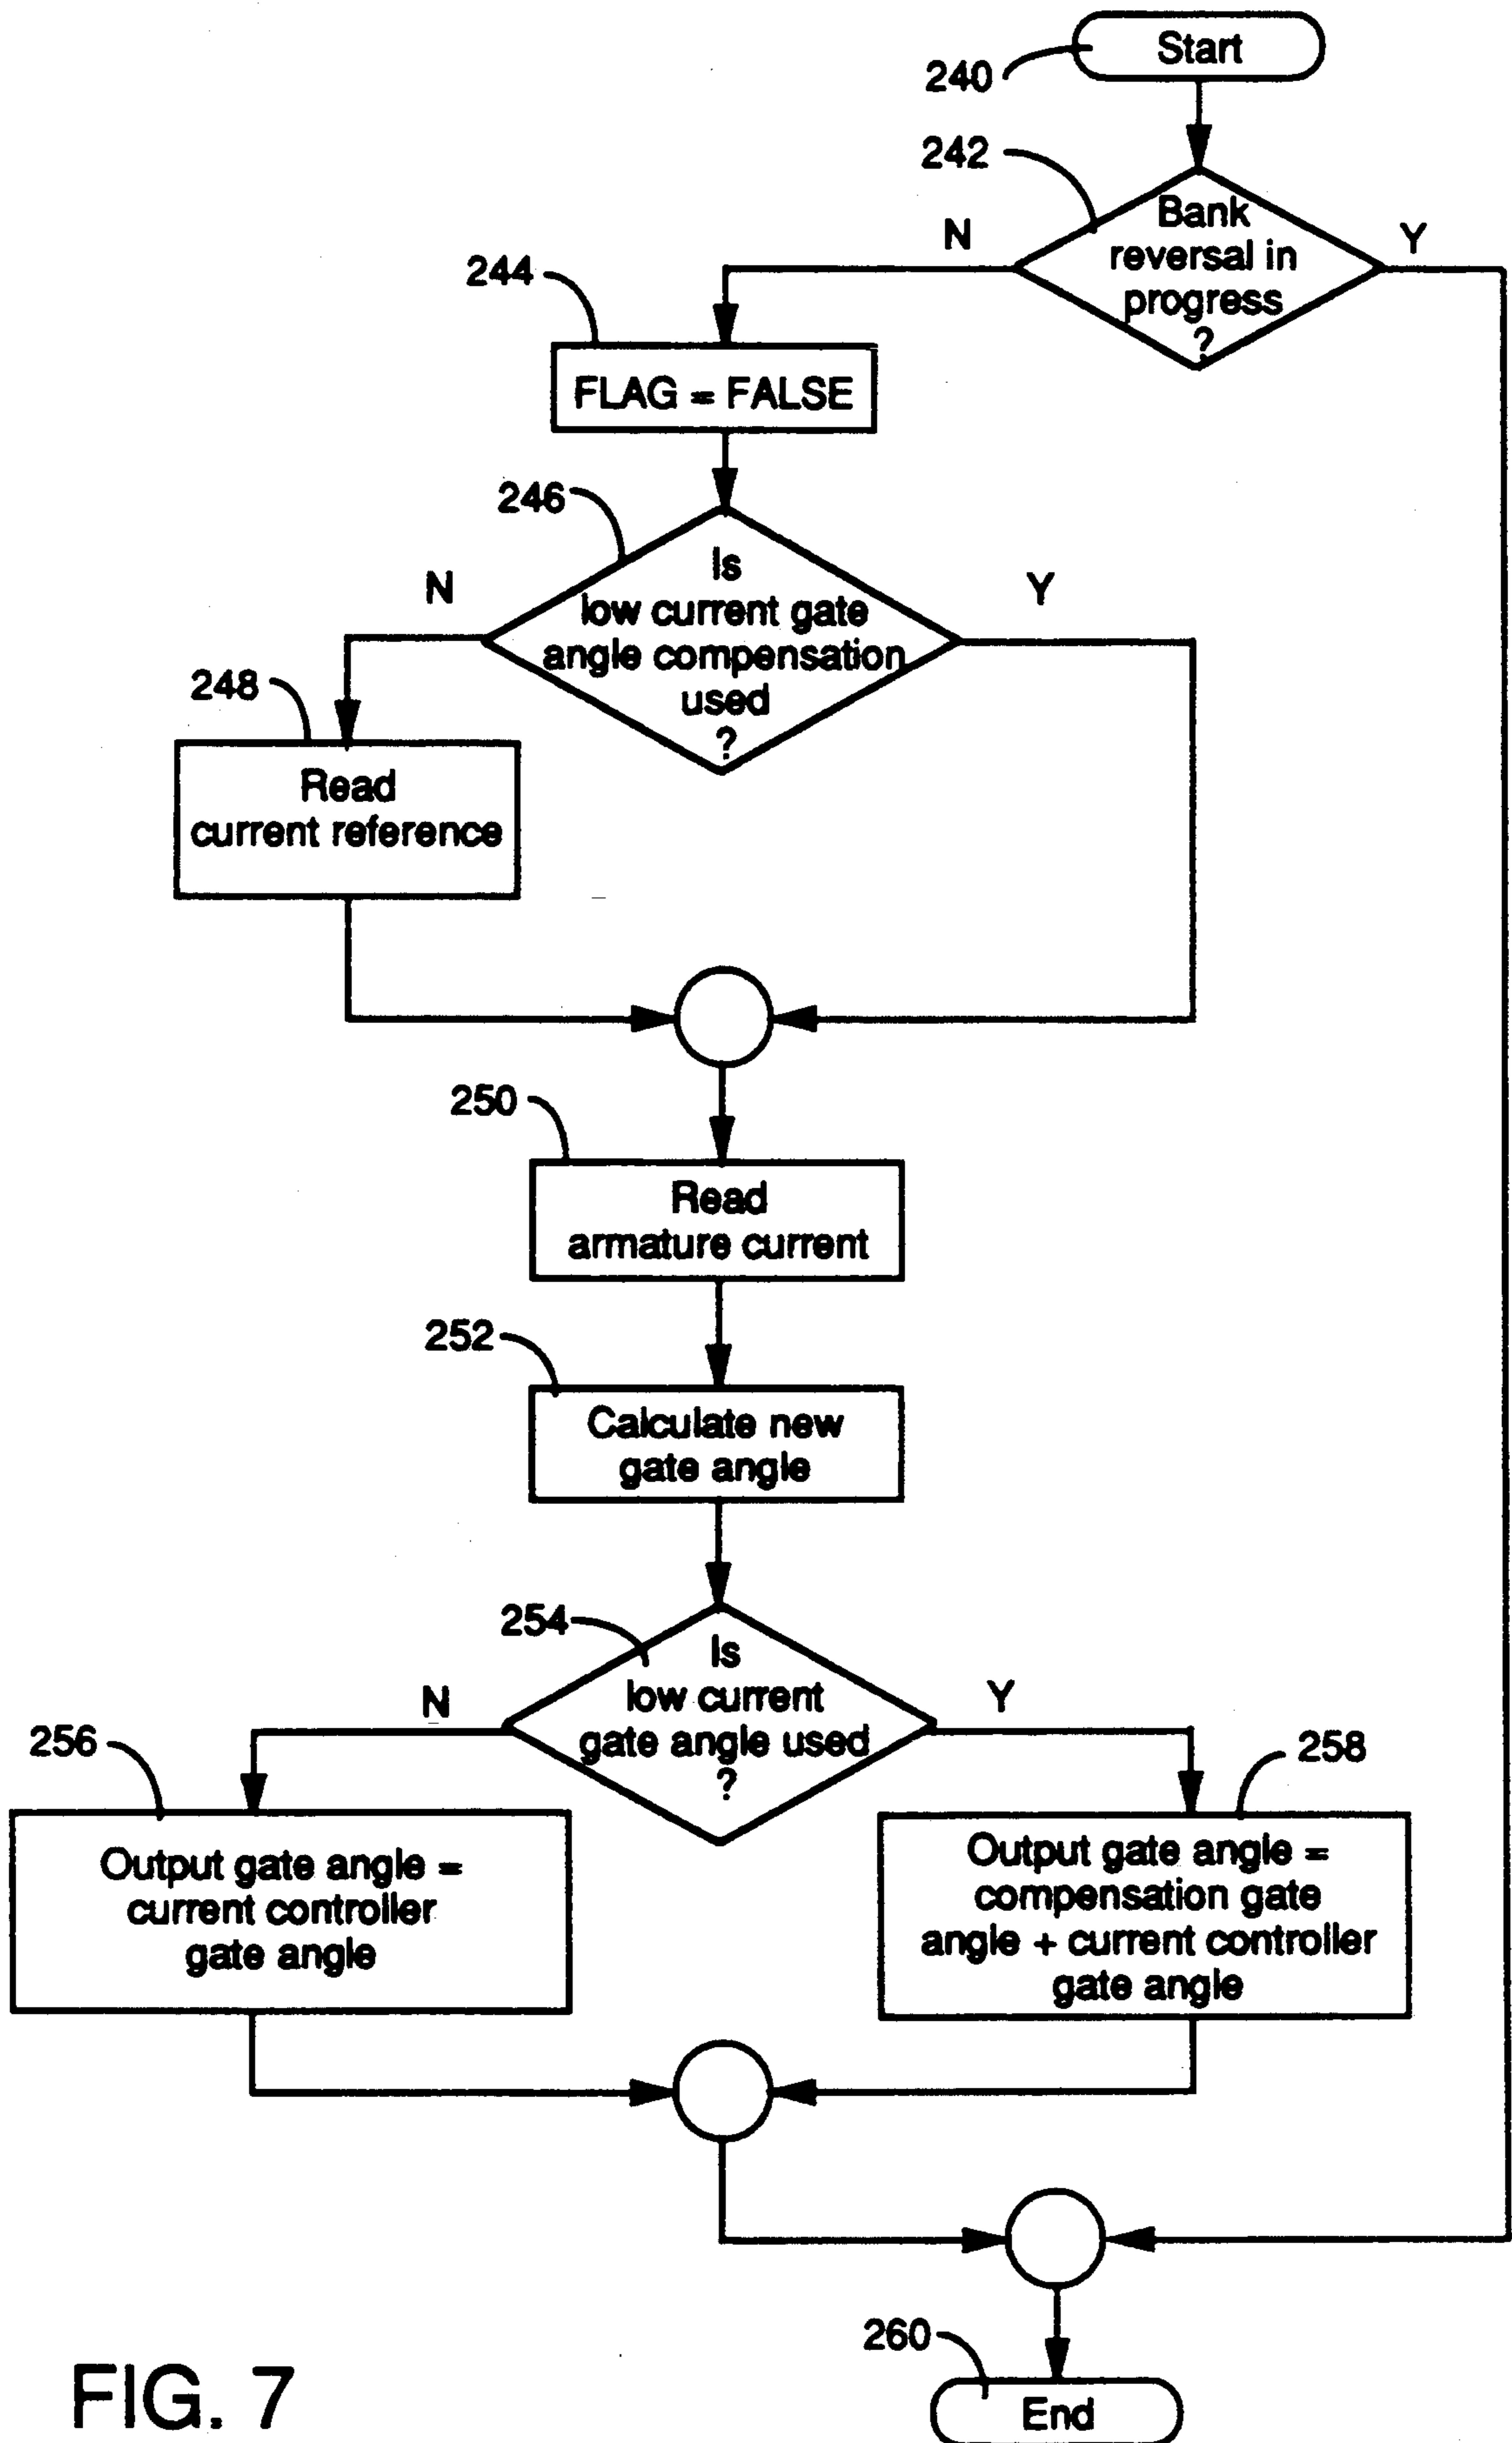 Start
240
242
Bank
reversal in
progress
?
N
Y
244
FLAG = FALSE
246
Is
low current gate
angle compensation
used
?
N
Y
248
Read
current reference
250
Read
armature current
252
Calculate new
gate angle
254
Is
low current
gate angle used
?
N
Y
256
Output gate angle =
current controller
gate angle
258
Output gate angle =
compensation gate
angle + current controller
gate angle
260
End
FIG. 7